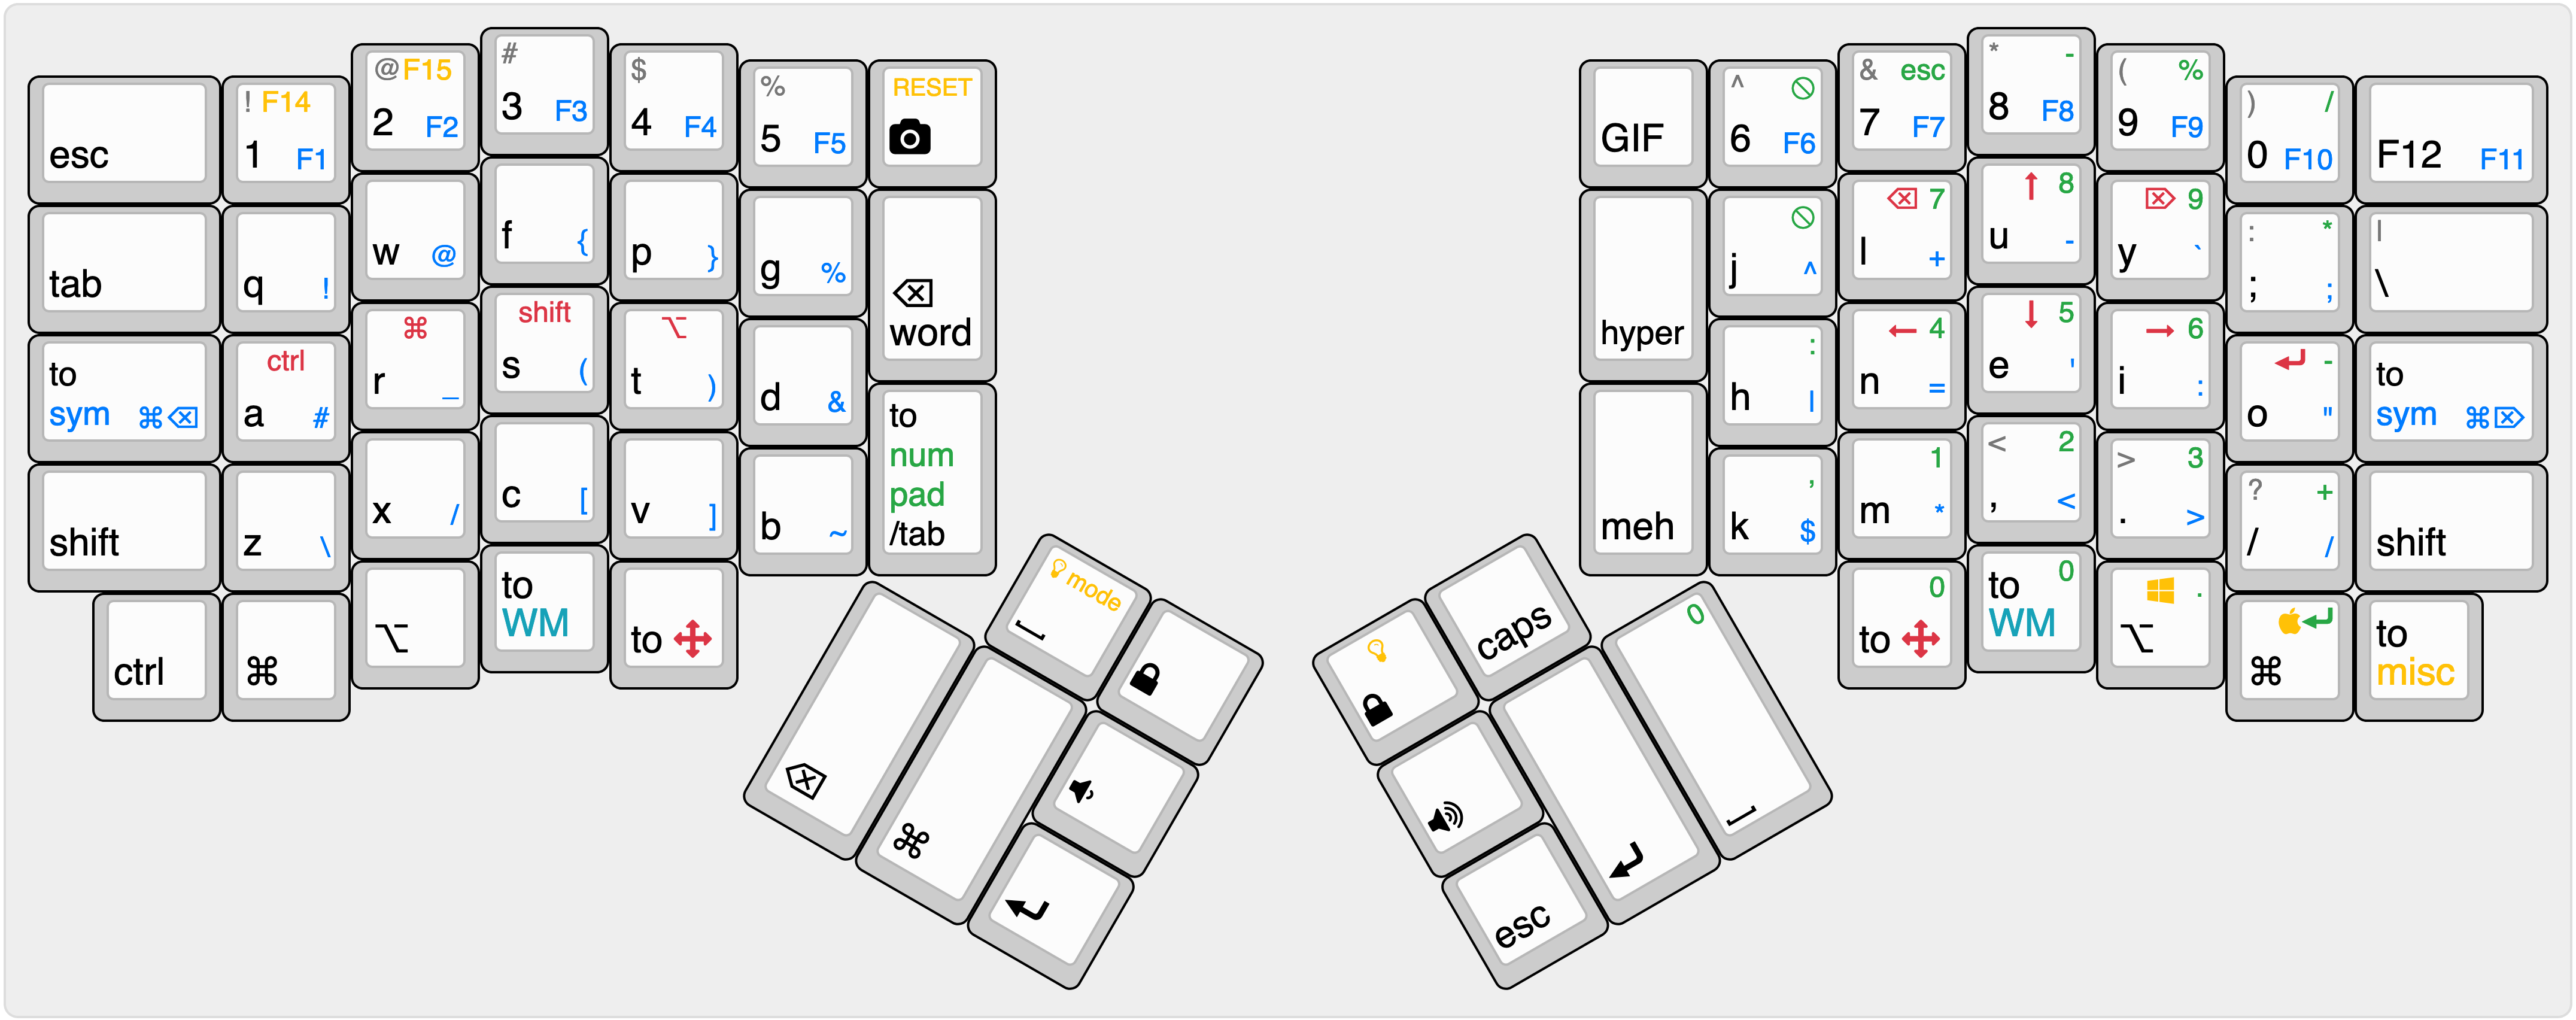 esc
! F14
1 F1
@ F15
2 F2
#
3 F3
$
4 F4
%
5 F5
RESET
GIF
^
6 F6
& esc
7 F7
* -
8 F8
( %
9 F9
) /
0 F10
F12 F11
tab
q !
w @
f {
p }
g %
⌫
word
hyper
j ^
⌫ 7
l +
↑ 8
u -
⌦ 9
y `
: *
; ;
|
\
to
sym ⌘⌫
ctrl
a #
⌘
r _
shift
s (
⌥
t )
d &
to
num
pad
/tab
meh
:
h |
← 4
n =
↓ 5
e '
→ 6
i :
↵ -
o "
to
sym ⌘⌦
shift
z \
x /
c [
v ]
b ~
,
k $
1
m *
< 2
, <
> 3
. >
? +
/ /
shift
ctrl
⌘
⌥
to
WM
to
mode
⌫
⌘
↵
caps
0
↵
esc
0
to
0
to
WM
.
⌥
↵
⌘
to
misc